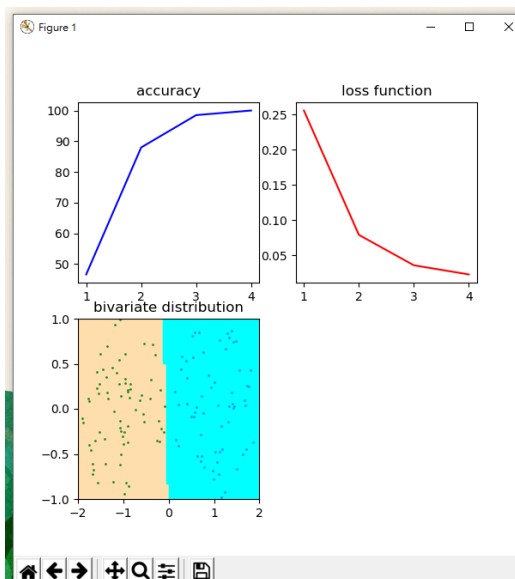 Figure 1
accuracy
100
90
80
70
60
50
1 2 3 4
loss function
0.25
0.20
0.15
0.10
0.05
1 2 3 4
bivariate distribution
1.0
0.5
0.0
−0.5
−1.0
−2 −1 0 1 2